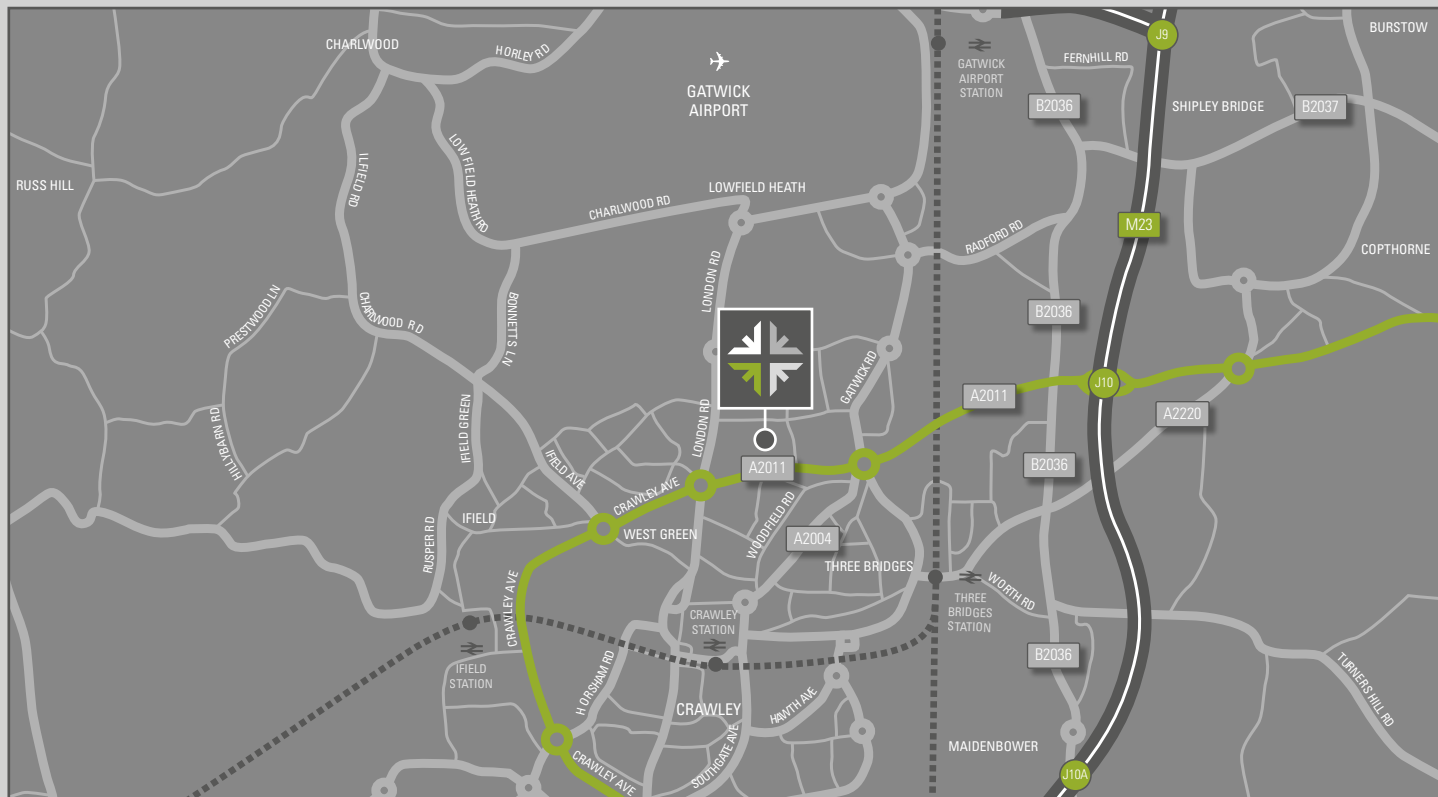 CHARLWOOD
HORLEY RD
GATWICK
AIRPORT
GATWICK
AIRPORT
STATION
FERNHILL RD
J9
BURSTOW
B2036
SHIPLEY BRIDGE
B2037
ILFIELD RD
LOW FIELD HEATH RD
RUSS HILL
CHARLWOOD RD
LOWFIELD HEATH
RADFORD RD
M23
COPTHORNE
LONDON RD
PRESTWOOD LN
CHARLWOOD RD
BONNETTS LN
B2036
GATWICK RD
J10
A2011
A2220
HILLYBARN RD
IFIELD GREEN
IFIELD AVE
LONDON RD
A2011
B2036
CRAWLEY AVE
WOODFIELD RD
RUSPER RD
IFIELD
WEST GREEN
A2004
THREE BRIDGES
WORTH RD
CRAWLEY AVE
THREE
BRIDGES
STATION
CRAWLEY
STATION
IFIELD
STATION
HORSHAM RD
B2036
TURNERS HILL RD
CRAWLEY
HAWTH AVE
SOUTHGATE AVE
MAIDENBOWER
CRAWLEY AVE
J10A